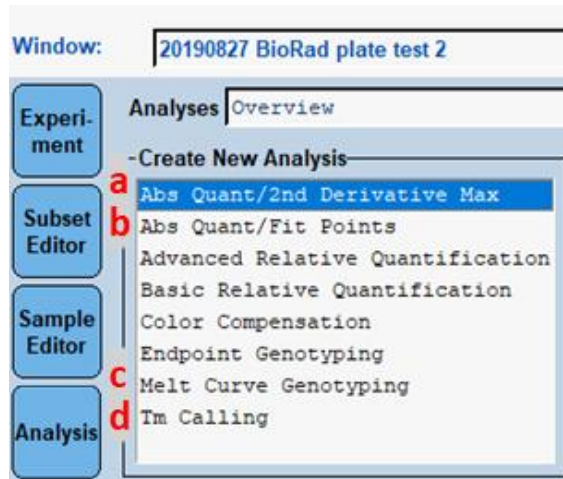 Window: 20190827 BioRad plate test 2
Experi-
ment
Analyses Overview
Create New Analysis
a Abs Quant/2nd Derivative Max
Subset
Editor
b Abs Quant/Fit Points
Advanced Relative Quantification
Basic Relative Quantification
Sample
Editor
Color Compensation
Endpoint Genotyping
c Melt Curve Genotyping
Analysis
d Tm Calling